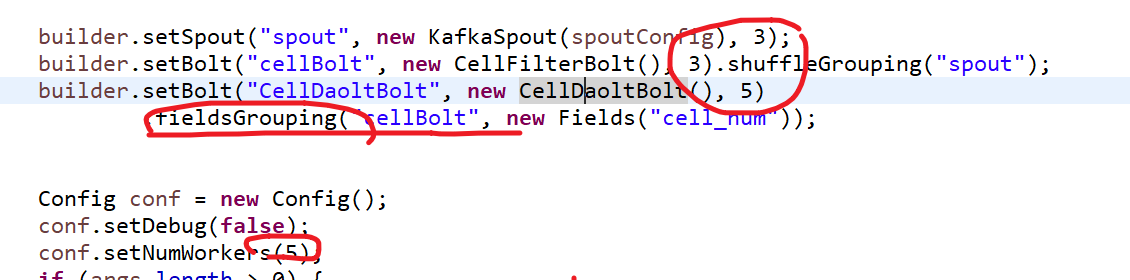 builder.setSpout("spout", new KafkaSpout(spoutConfig), 3);
builder.setBolt("cellBolt", new CellFilterBolt(), 3).shuffleGrouping("spout");
builder.setBolt("CellDaoltBolt", new CellDaoltBolt(), 5)
.fieldsGrouping("cellBolt", new Fields("cell_num"));
Config conf = new Config();
conf.setDebug(false);
conf.setNumWorkers(5);
if (args.length > 0) {